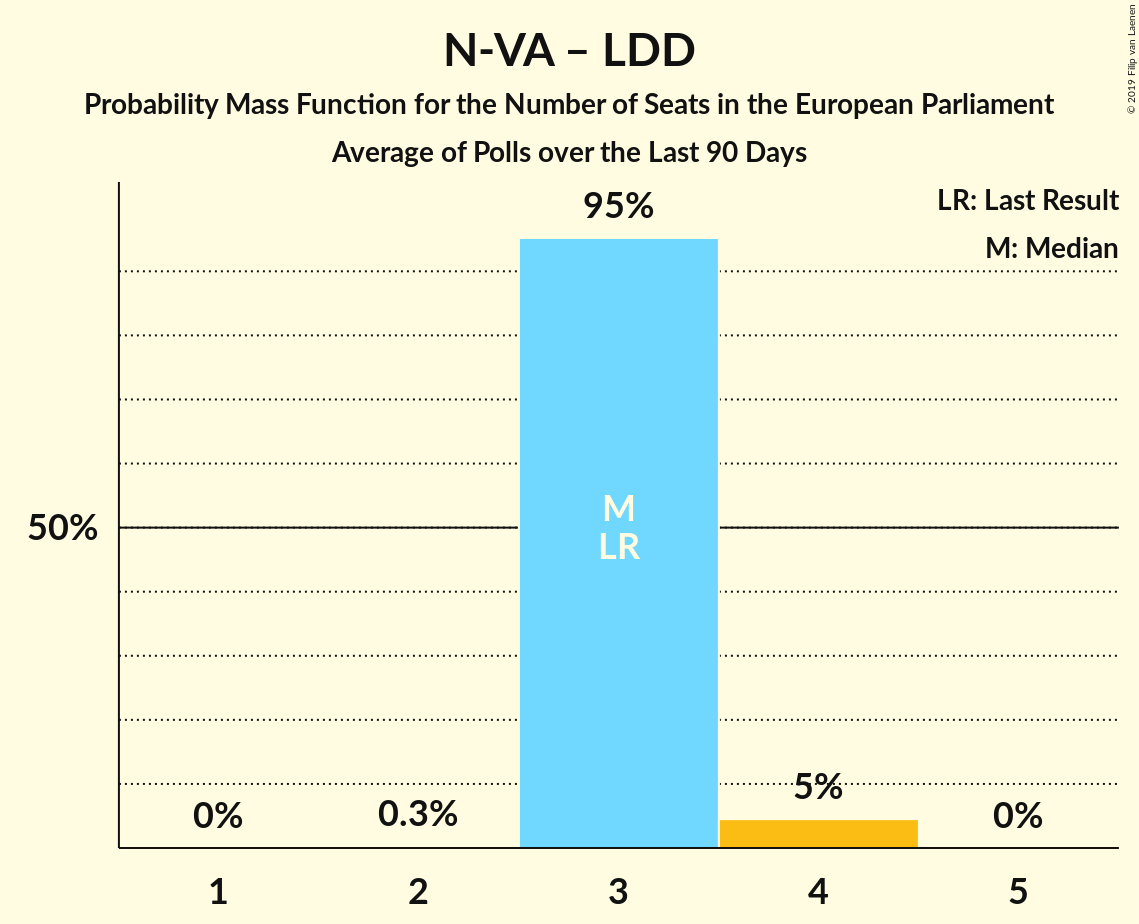 N-VA – LDD
Probability Mass Function for the Number of Seats in the European Parliament
Average of Polls over the Last 90 Days
© 2019 Filip van Laenen
LR: Last Result
M: Median
95%
M
LR
50%
0%
0.3%
5%
0%
1
2
3
4
5